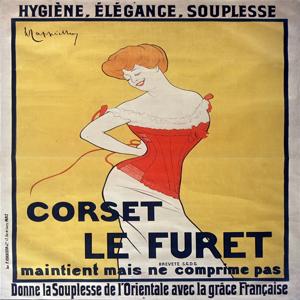 HYGIÈNE, ÉLÉGANCE, SOUPLESSE
CORSET
LE FURET
BREVETÉ S.G.D.G.
maintient mais ne comprime pas
Donne la Souplesse de l'Orientale avec la grâce Française